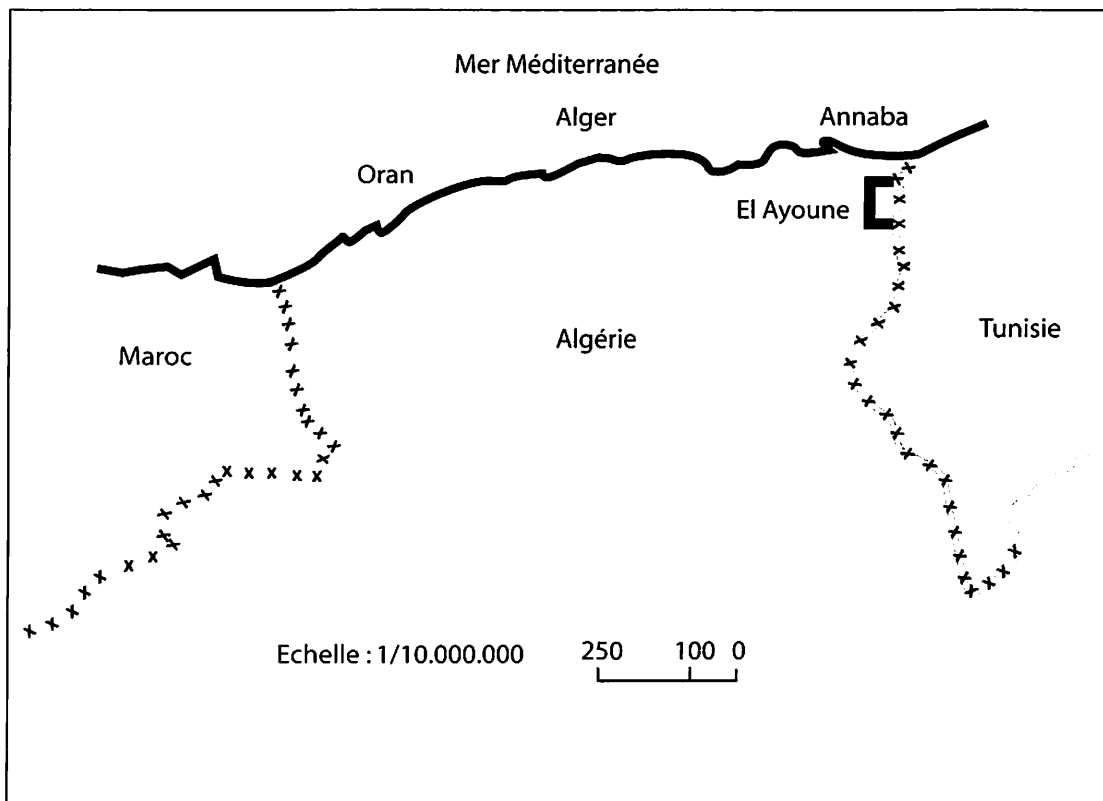 Mer Méditerranée
Alger
Annaba
Oran
El Ayoune
Maroc
Algérie
Tunisie
Echelle : 1/10.000.000
250 100 0